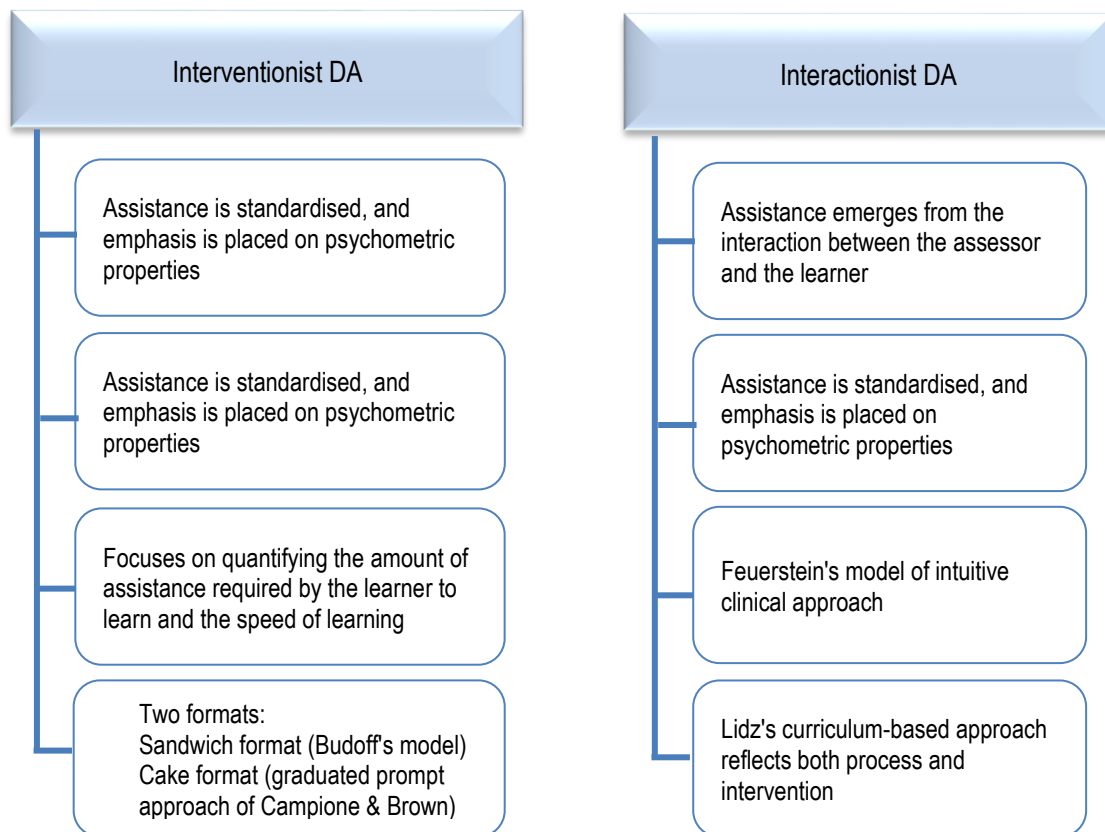 Interventionist DA
Assistance is standardised, and
emphasis is placed on psychometric
properties
Assistance is standardised, and
emphasis is placed on psychometric
properties
Focuses on quantifying the amount of
assistance required by the learner to
learn and the speed of learning
Two formats:
Sandwich format (Budoff's model)
Cake format (graduated prompt
approach of Campione & Brown)
Interactionist DA
Assistance emerges from the
interaction between the assessor
and the learner
Assistance is standardised, and
emphasis is placed on
psychometric properties
Feuerstein's model of intuitive
clinical approach
Lidz's curriculum-based approach
reflects both process and
intervention